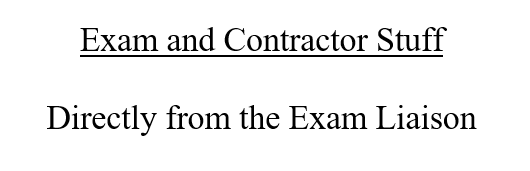 Exam and Contractor Stuff
Directly from the Exam Liaison